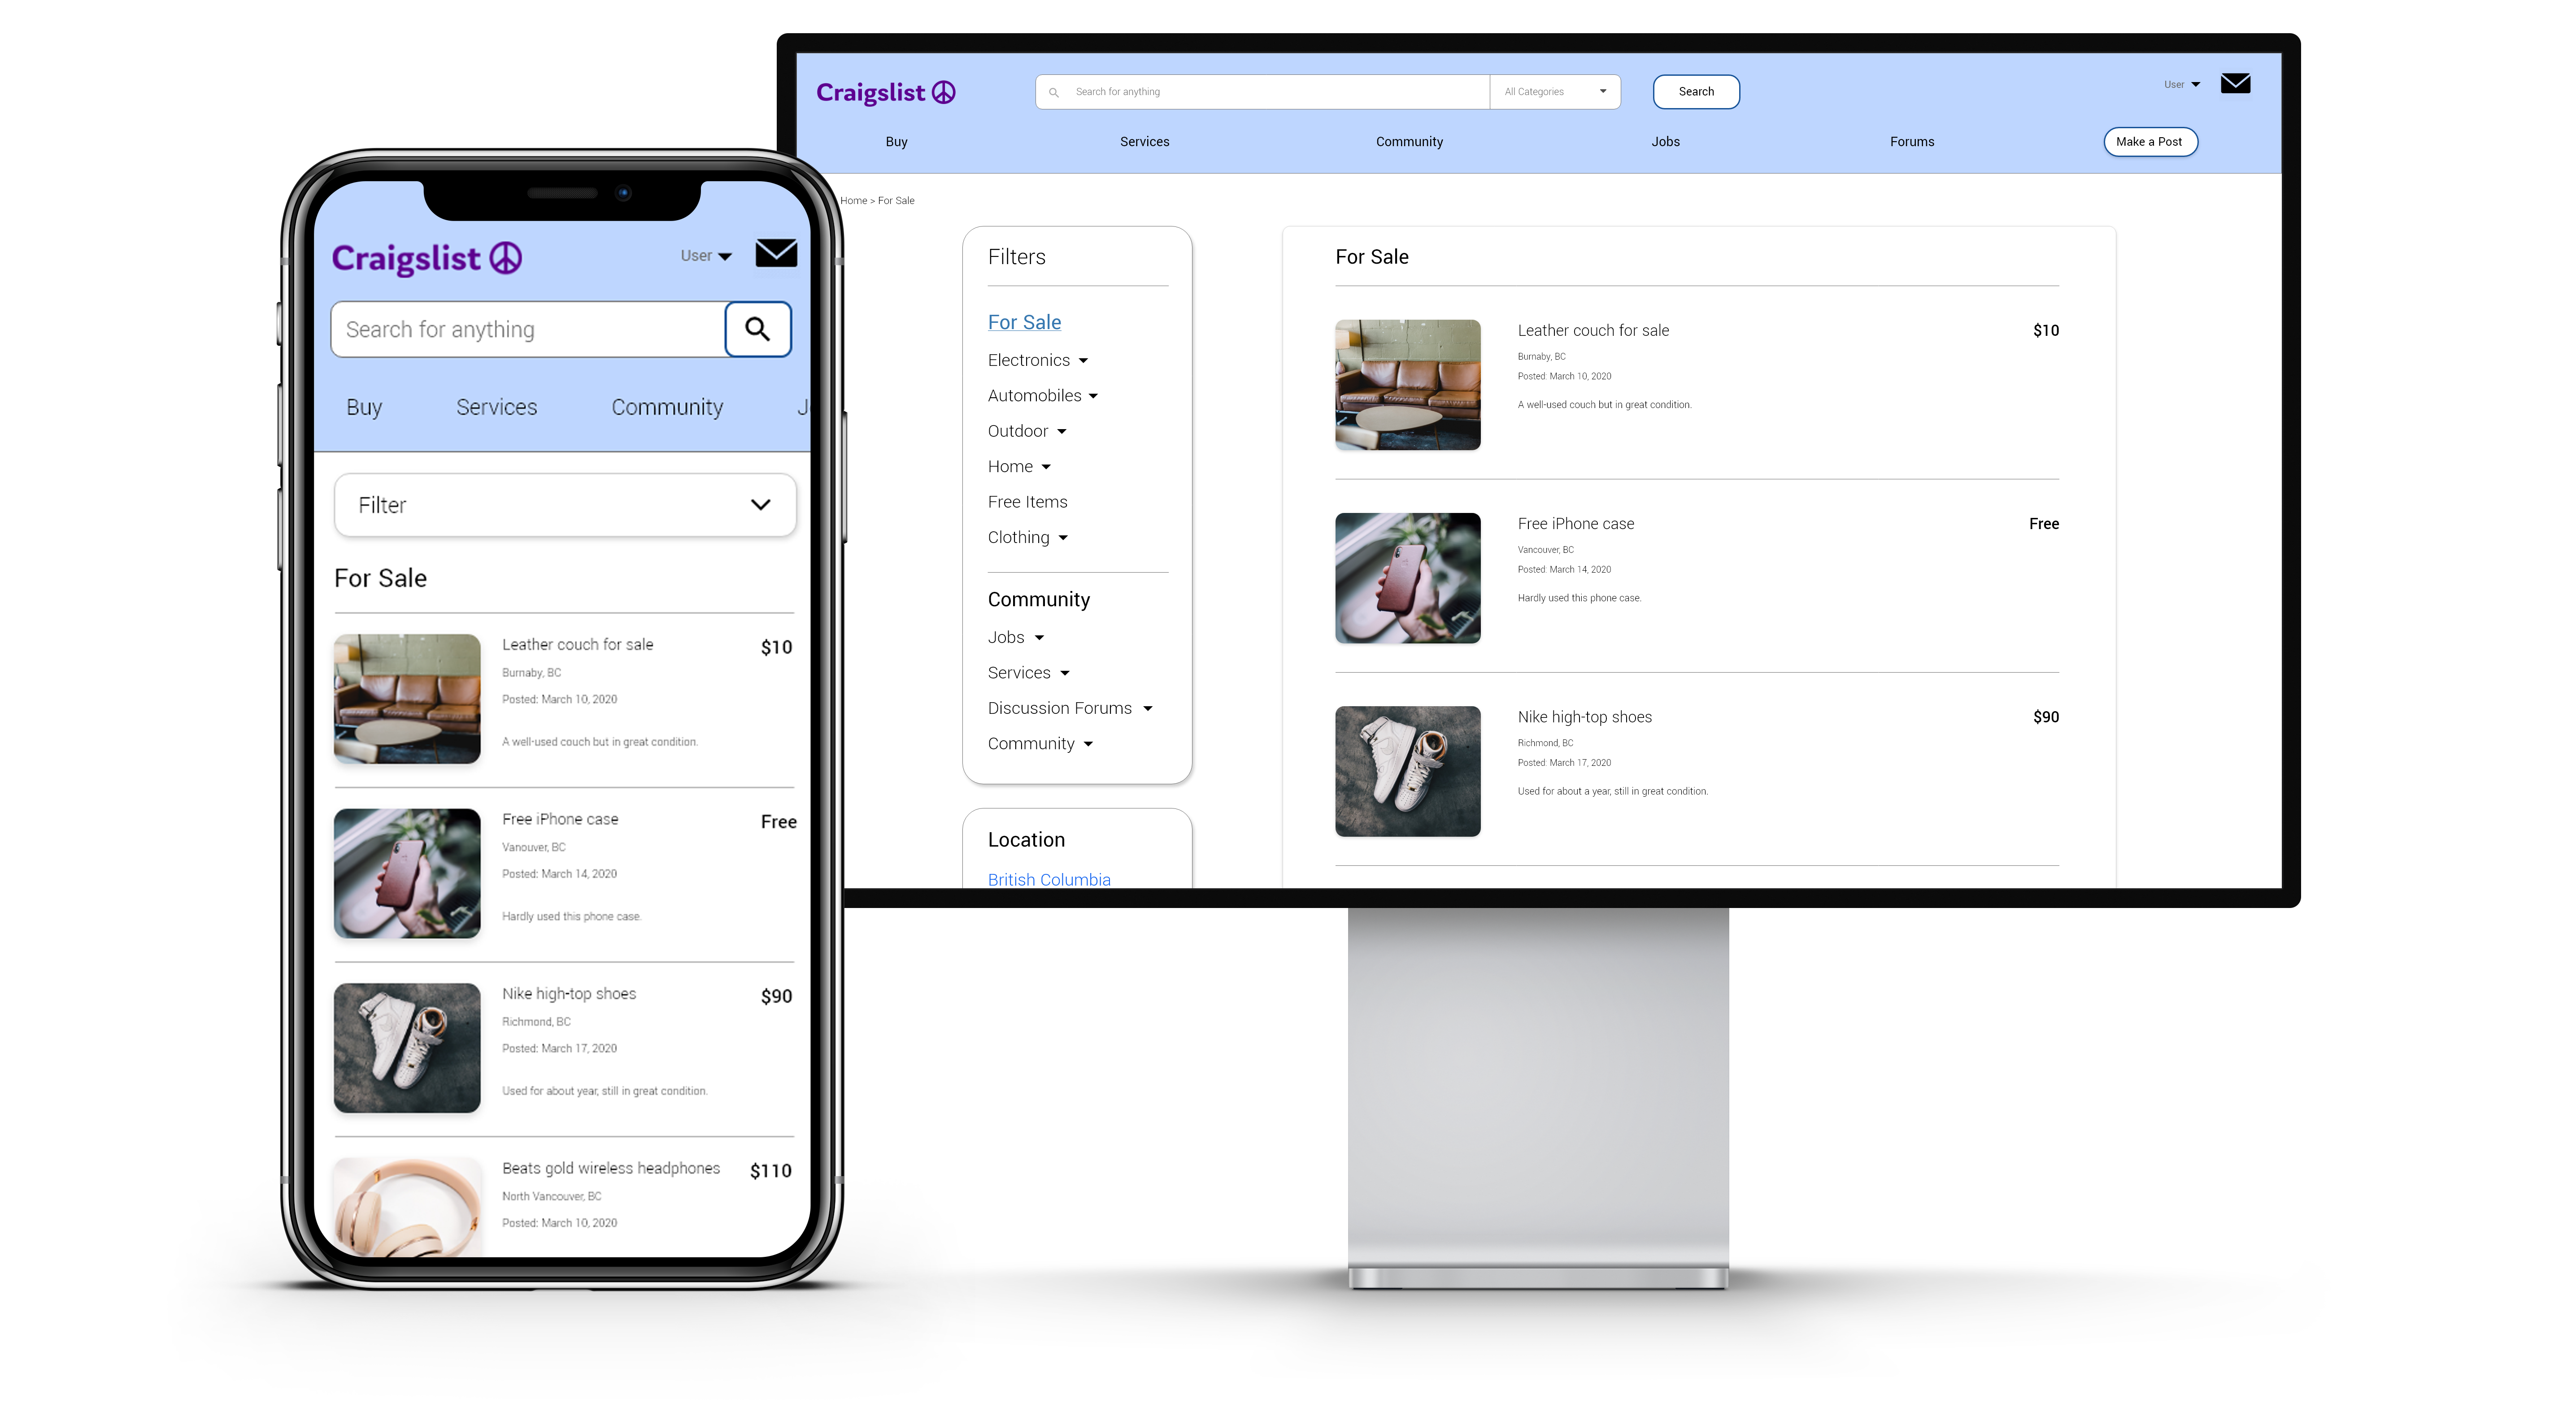 Craigslist
User
Search for anything
Buy Services Community J
Filter
For Sale
Leather couch for sale $10
Burnaby, BC
Posted: March 10, 2020
A well-used couch but in great condition.
Free iPhone case Free
Vanouver, BC
Posted: March 14, 2020
Hardly used this phone case.
Nike high-top shoes $90
Richmond, BC
Posted: March 17, 2020
Used for about year, still in great condition.
Beats gold wireless headphones $110
North Vancouver, BC
Posted: March 10, 2020
Craigslist Search for anything All Categories Search User
Buy Services Community Jobs Forums Make a Post
Home > For Sale
Filters
For Sale
Electronics
Automobiles
Outdoor
Home
Free Items
Clothing
Community
Jobs
Services
Discussion Forums
Community
Location
British Columbia
For Sale
Leather couch for sale $10
Burnaby, BC
Posted: March 10, 2020
A well-used couch but in great condition.
Free iPhone case Free
Vancouver, BC
Posted: March 14, 2020
Hardly used this phone case.
Nike high-top shoes $90
Richmond, BC
Posted: March 17, 2020
Used for about a year, still in great condition.